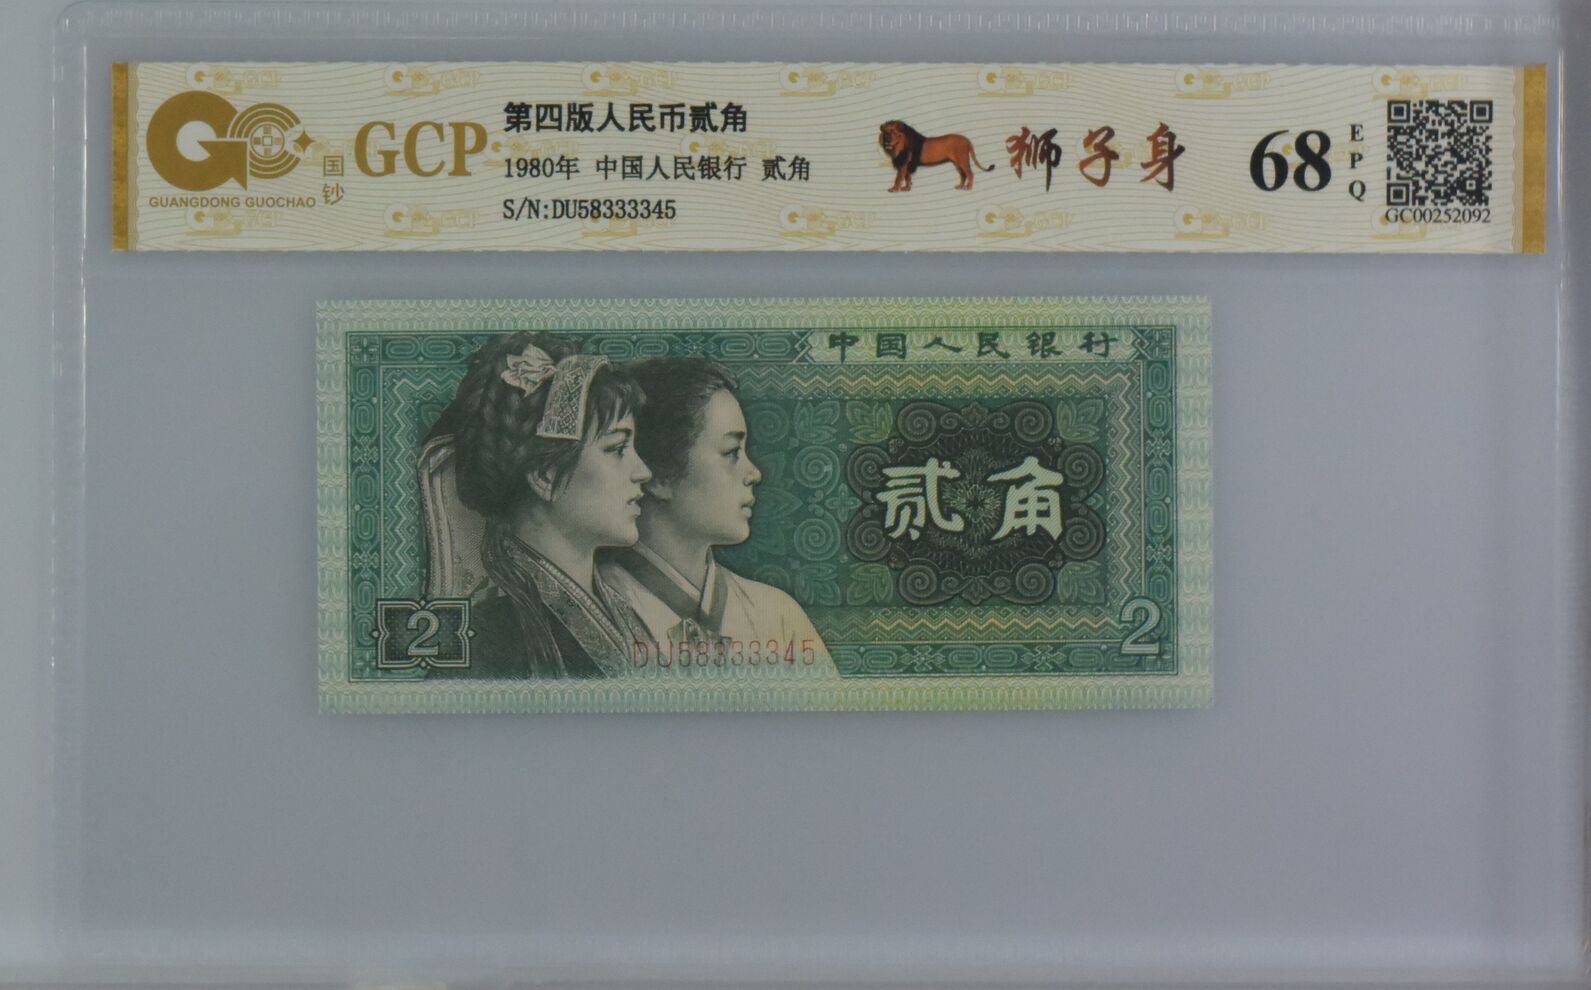 GCP
国钞
GUANGDONG GUOCHAO
第四版人民币贰角
1980年 中国人民银行 贰角
S/N:DU58333345
狮子身
68
EPQ
GC00252092
中国人民银行
贰角
2
2
DU58333345